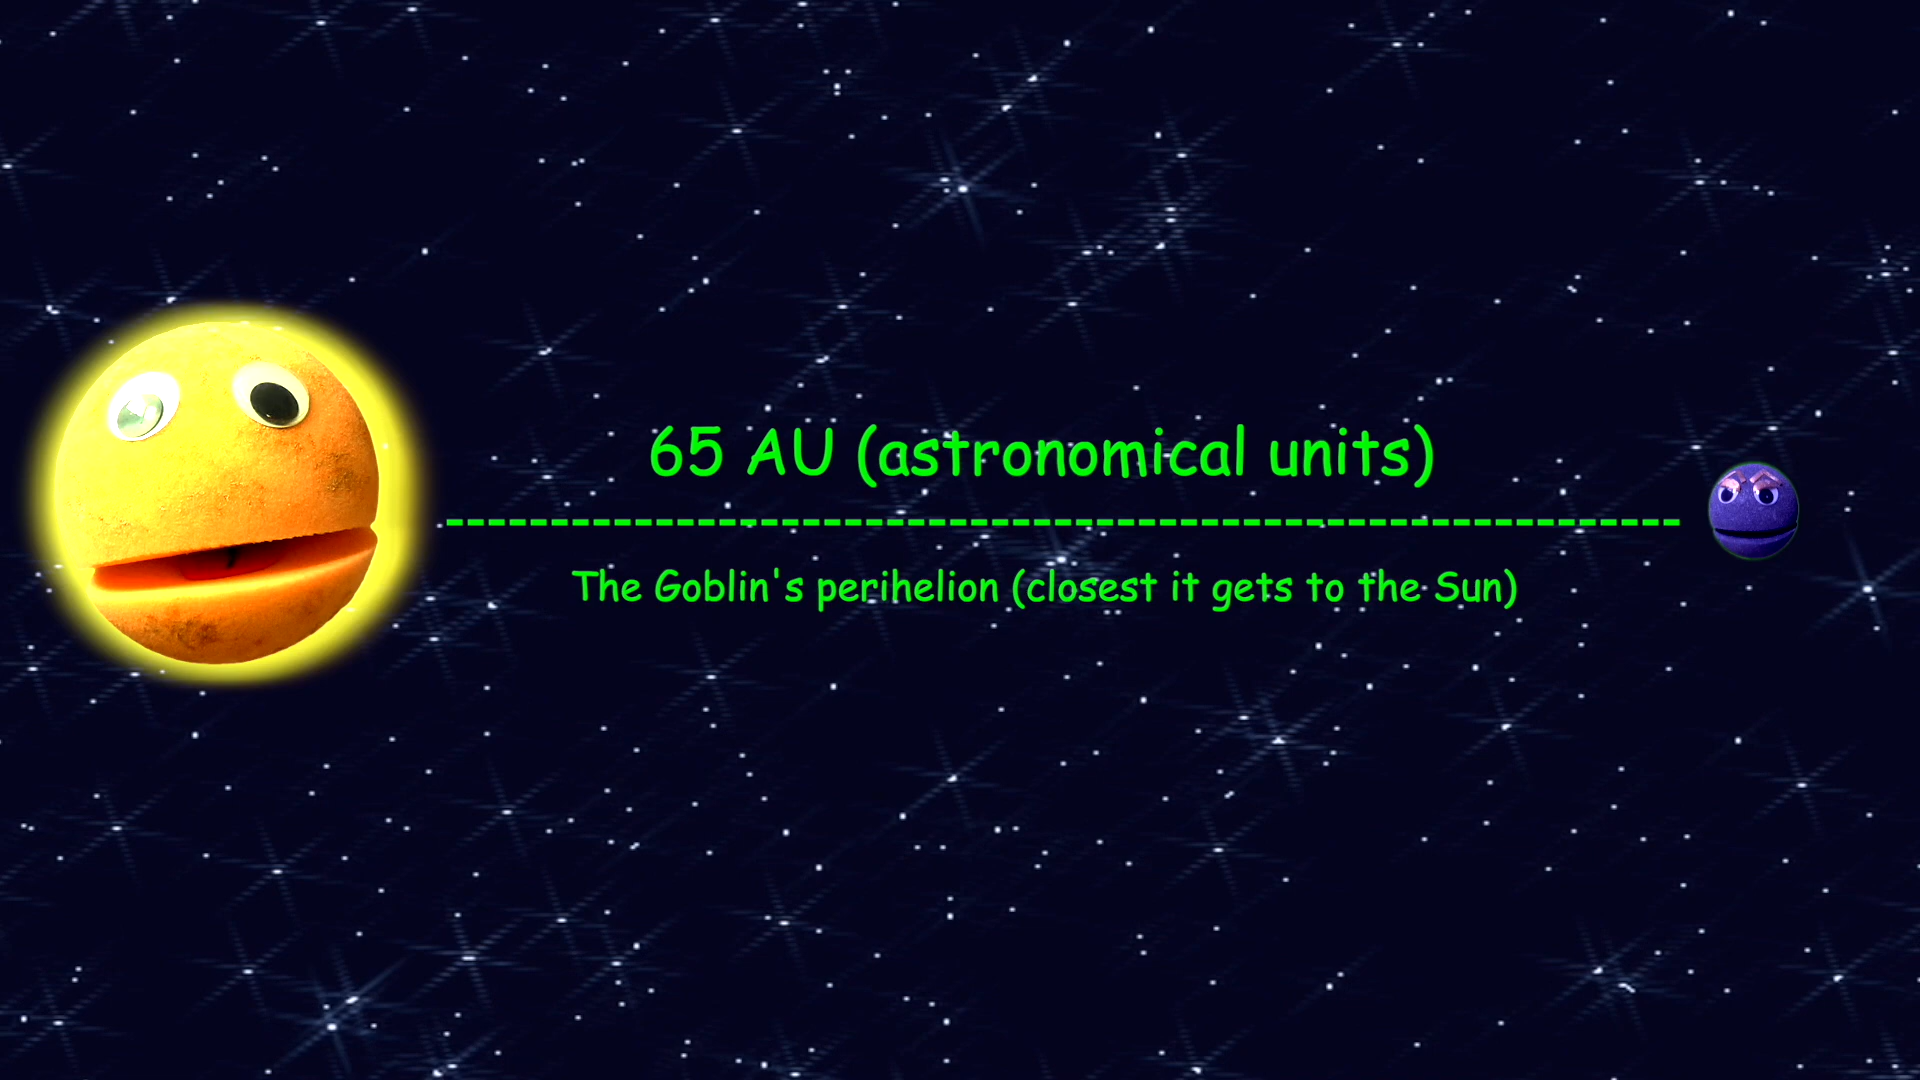 65 AU (astronomical units)
The Goblin's perihelion (closest it gets to the Sun)